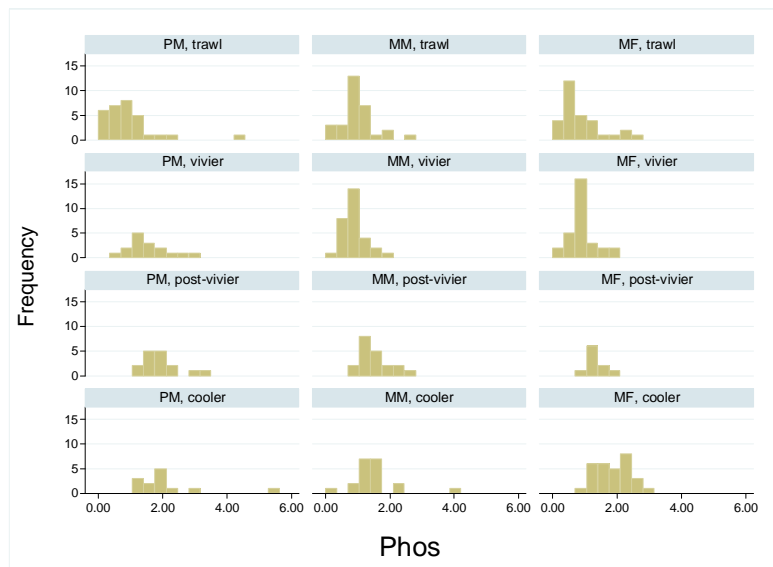 PM, trawl
MM, trawl
MF, trawl
15
10
5
0
PM, vivier
MM, vivier
MF, vivier
15
10
5
0
PM, post-vivier
MM, post-vivier
MF, post-vivier
15
10
5
0
PM, cooler
MM, cooler
MF, cooler
15
10
5
0
0.00 2.00 4.00 6.00 0.00 2.00 4.00 6.00 0.00 2.00 4.00 6.00
Frequency
Phos